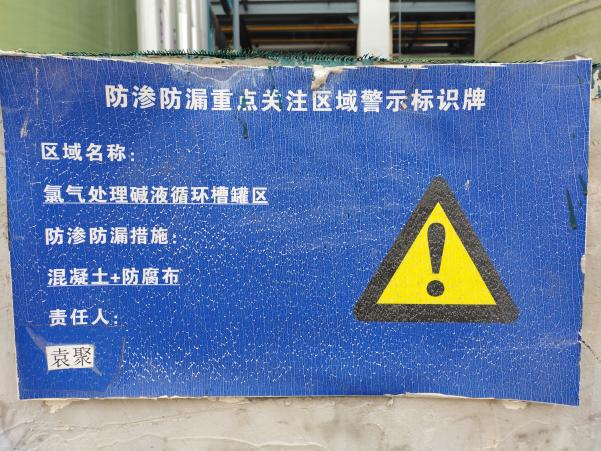 防渗防漏重点关注区域警示标识牌
区域名称：
氯气处理碱液循环槽罐区
防渗防漏措施：
混凝土+防腐布
责任人：
袁聚